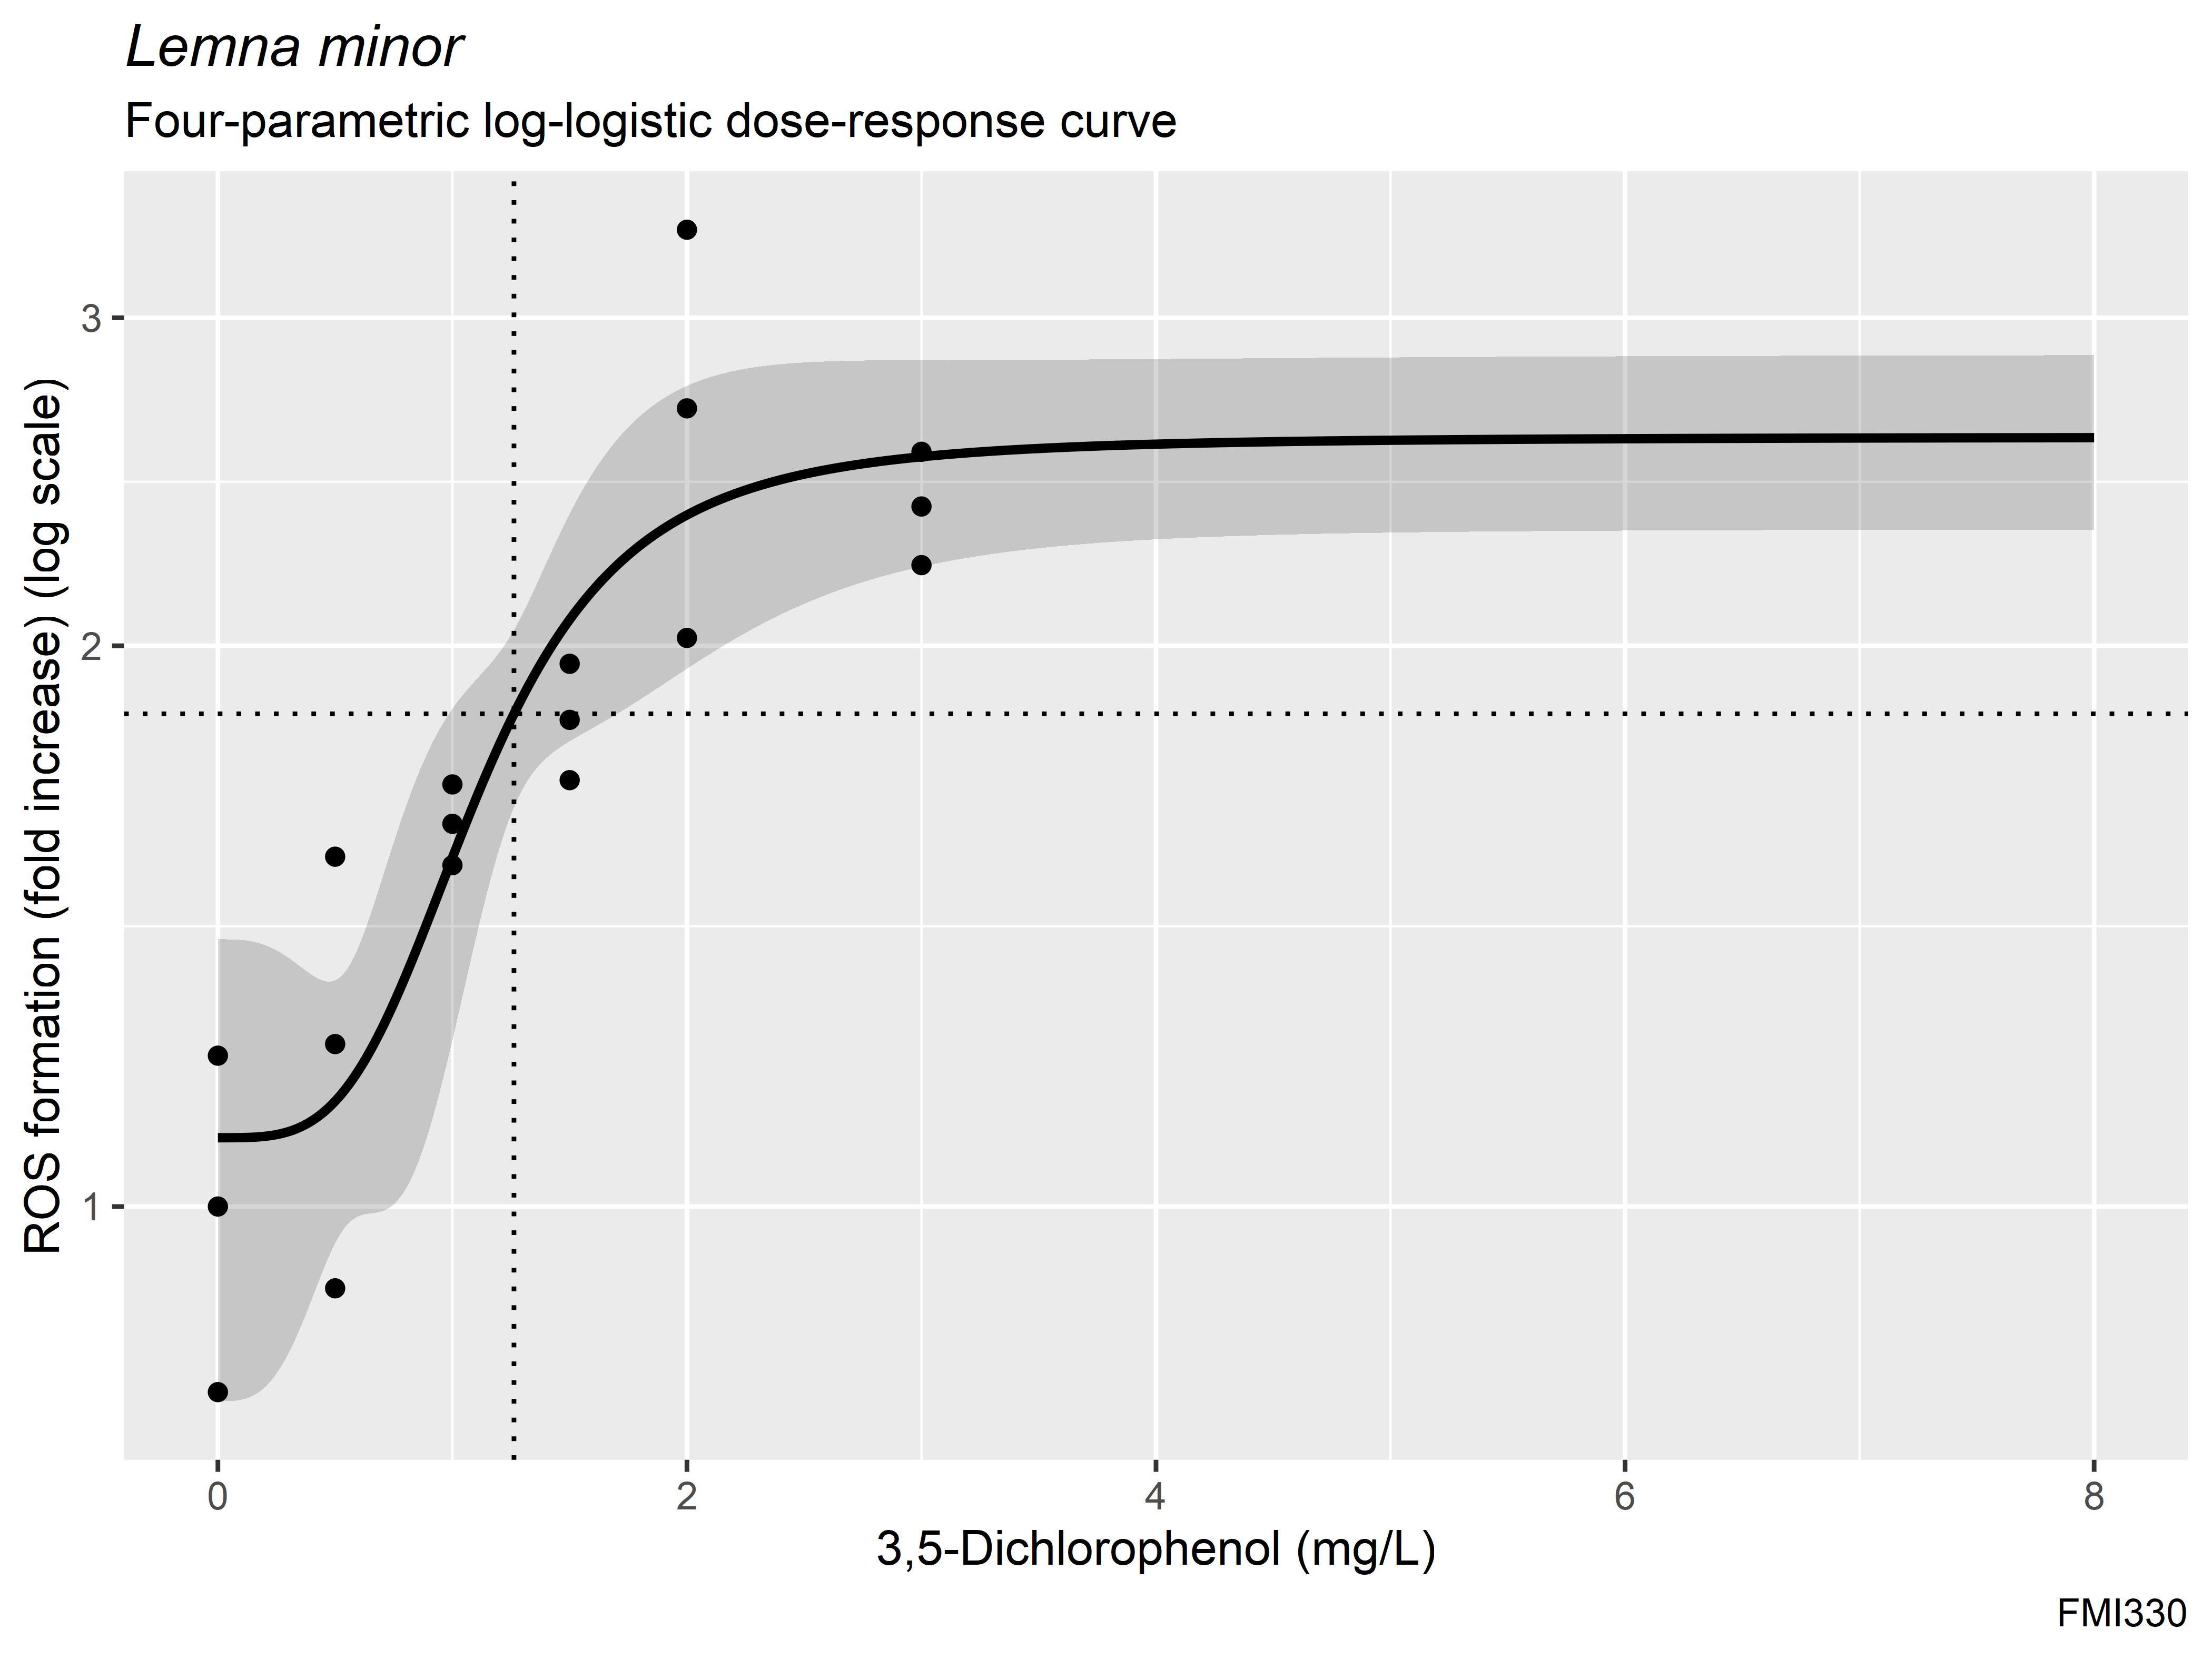 Lemna minor
Four-parametric log-logistic dose-response curve
ROS formation (fold increase) (log scale)
3
2
1
0
2
4
6
8
3,5-Dichlorophenol (mg/L)
FMI330